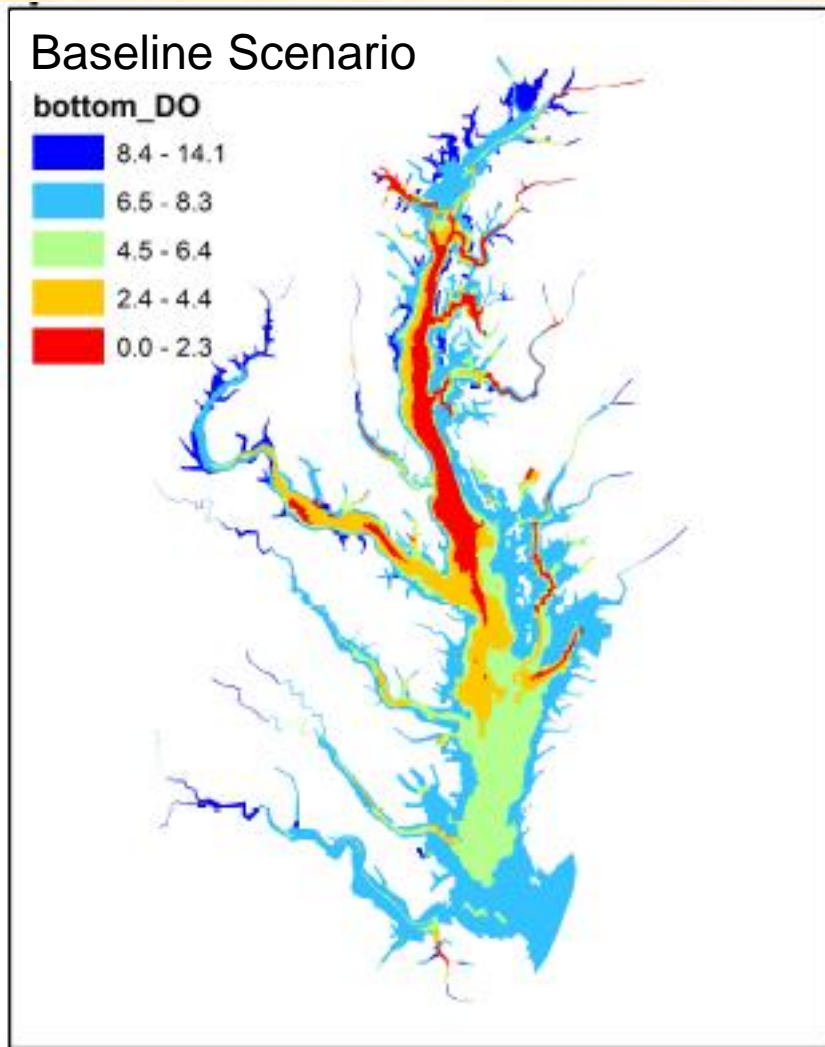 Baseline Scenario
bottom_DO
8.4 - 14.1
6.5 - 8.3
4.5 - 6.4
2.4 - 4.4
0.0 - 2.3